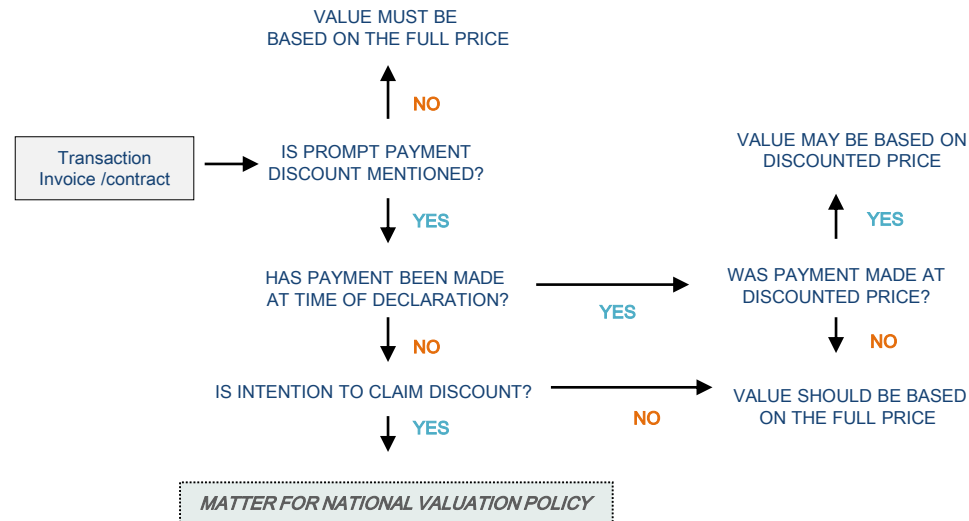 VALUE MUST BE
BASED ON THE FULL PRICE
NO
Transaction
Invoice /contract
IS PROMPT PAYMENT
DISCOUNT MENTIONED?
VALUE MAY BE BASED ON
DISCOUNTED PRICE
YES
YES
HAS PAYMENT BEEN MADE
AT TIME OF DECLARATION?
YES
WAS PAYMENT MADE AT
DISCOUNTED PRICE?
NO
NO
IS INTENTION TO CLAIM DISCOUNT?
NO
VALUE SHOULD BE BASED
ON THE FULL PRICE
YES
MATTER FOR NATIONAL VALUATION POLICY